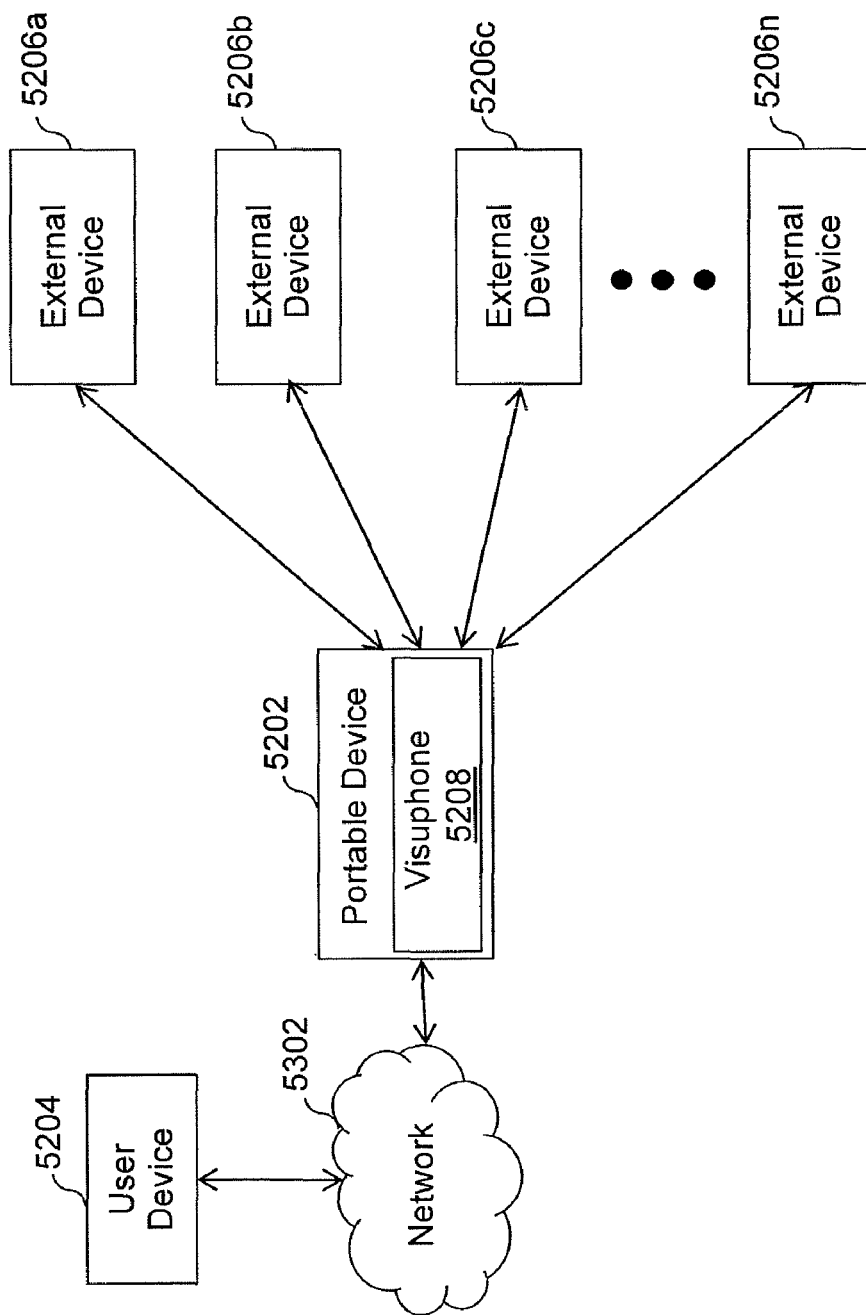 5204
User
Device
5302
Network
5202
Portable Device
Visuphone
5208
5206a
External
Device
5206b
External
Device
5206c
External
Device
5206n
External
Device